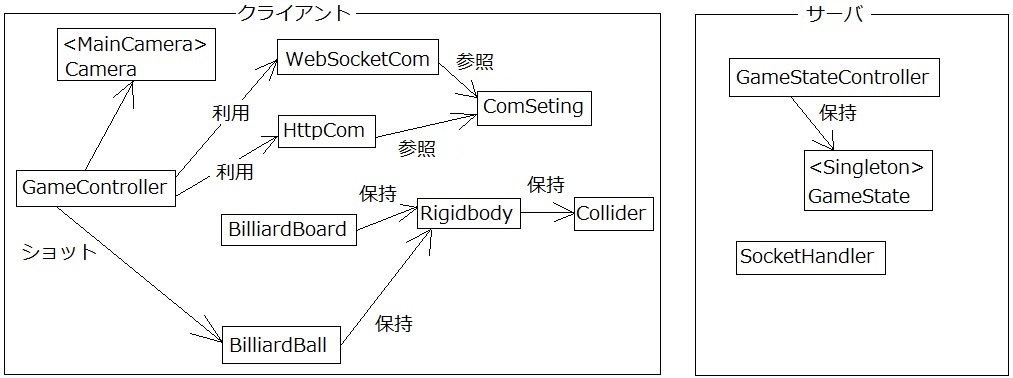 クライアント
<MainCamera>
Camera
WebSocketCom
参照
ComSeting
利用
HttpCom
参照
利用
GameController
保持
保持
Rigidbody
Collider
BilliardBoard
ショット
保持
BilliardBall
サーバ
GameStateController
保持
<Singleton>
GameState
SocketHandler